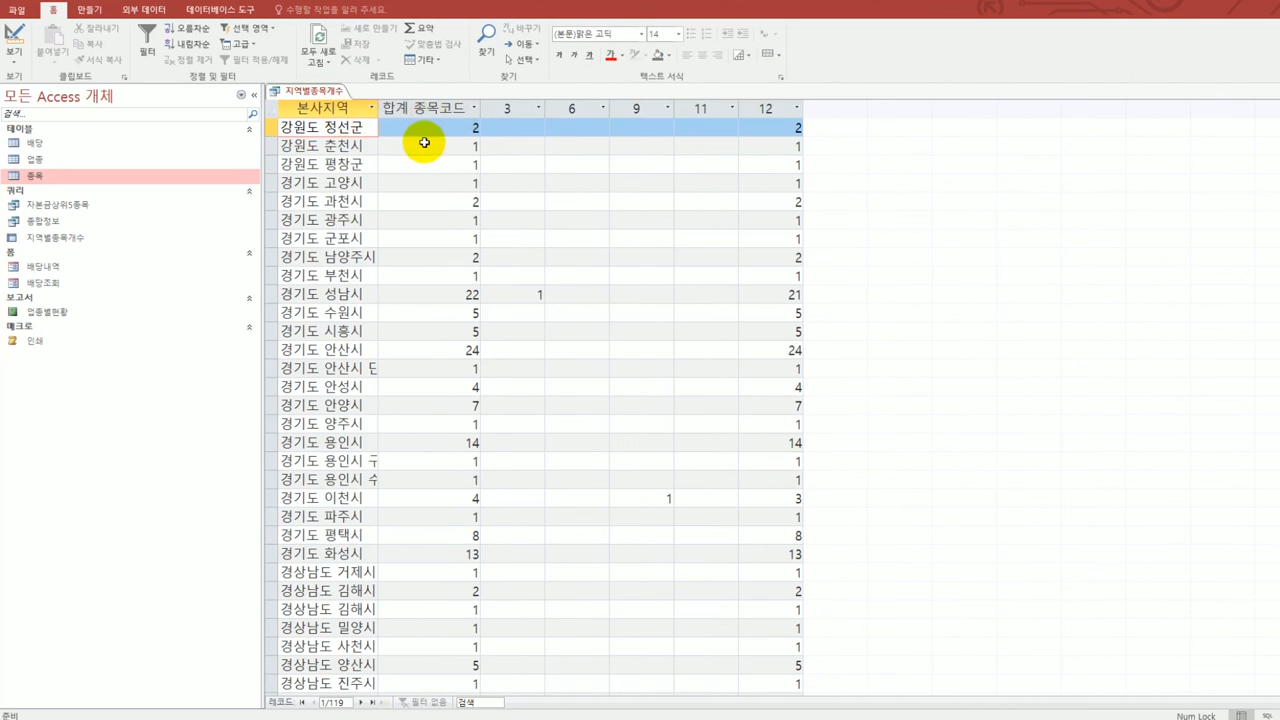 파일 홈 만들기 외부 데이터 데이터베이스 도구 수행할 작업을 알려 주세요.
보기
보기
붙여넣기
잘라내기
복사
서식 복사
클립보드
필터
오름차순
내림차순
정렬 제거
선택 영역
고급
필터 적용/해제
정렬 및 필터
모두 새로
고침
새로 만들기
저장
삭제
요약
맞춤법 검사
기타
레코드
찾기
바꾸기
이동
선택
찾기
(본문)맑은 고딕 14
가 가 가
텍스트 서식
모든 Access 개체
검색...
테이블
배당
업종
종목
쿼리
자본금상위5종목
종합정보
지역별종목개수
폼
배당내역
배당조회
보고서
업종별현황
매크로
인쇄
지역별종목개수
본사지역 합계 종목코드 3 6 9 11 12
강원도 정선군 2 2
강원도 춘천시 1 1
강원도 평창군 1 1
경기도 고양시 1 1
경기도 과천시 2 2
경기도 광주시 1 1
경기도 군포시 1 1
경기도 남양주시 2 2
경기도 부천시 1 1
경기도 성남시 22 1 21
경기도 수원시 5 5
경기도 시흥시 5 5
경기도 안산시 24 24
경기도 안산시 단 1 1
경기도 안성시 4 4
경기도 안양시 7 7
경기도 양주시 1 1
경기도 용인시 14 14
경기도 용인시 구 1 1
경기도 용인시 수 1 1
경기도 이천시 4 1 3
경기도 파주시 1 1
경기도 평택시 8 8
경기도 화성시 13 13
경상남도 거제시 1 1
경상남도 김해시 2 2
경상남도 김해시 1 1
경상남도 밀양시 1 1
경상남도 사천시 1 1
경상남도 양산시 5 5
경상남도 진주시 1 1
레코드: 1/119 필터 없음 검색
준비 Num Lock SQL